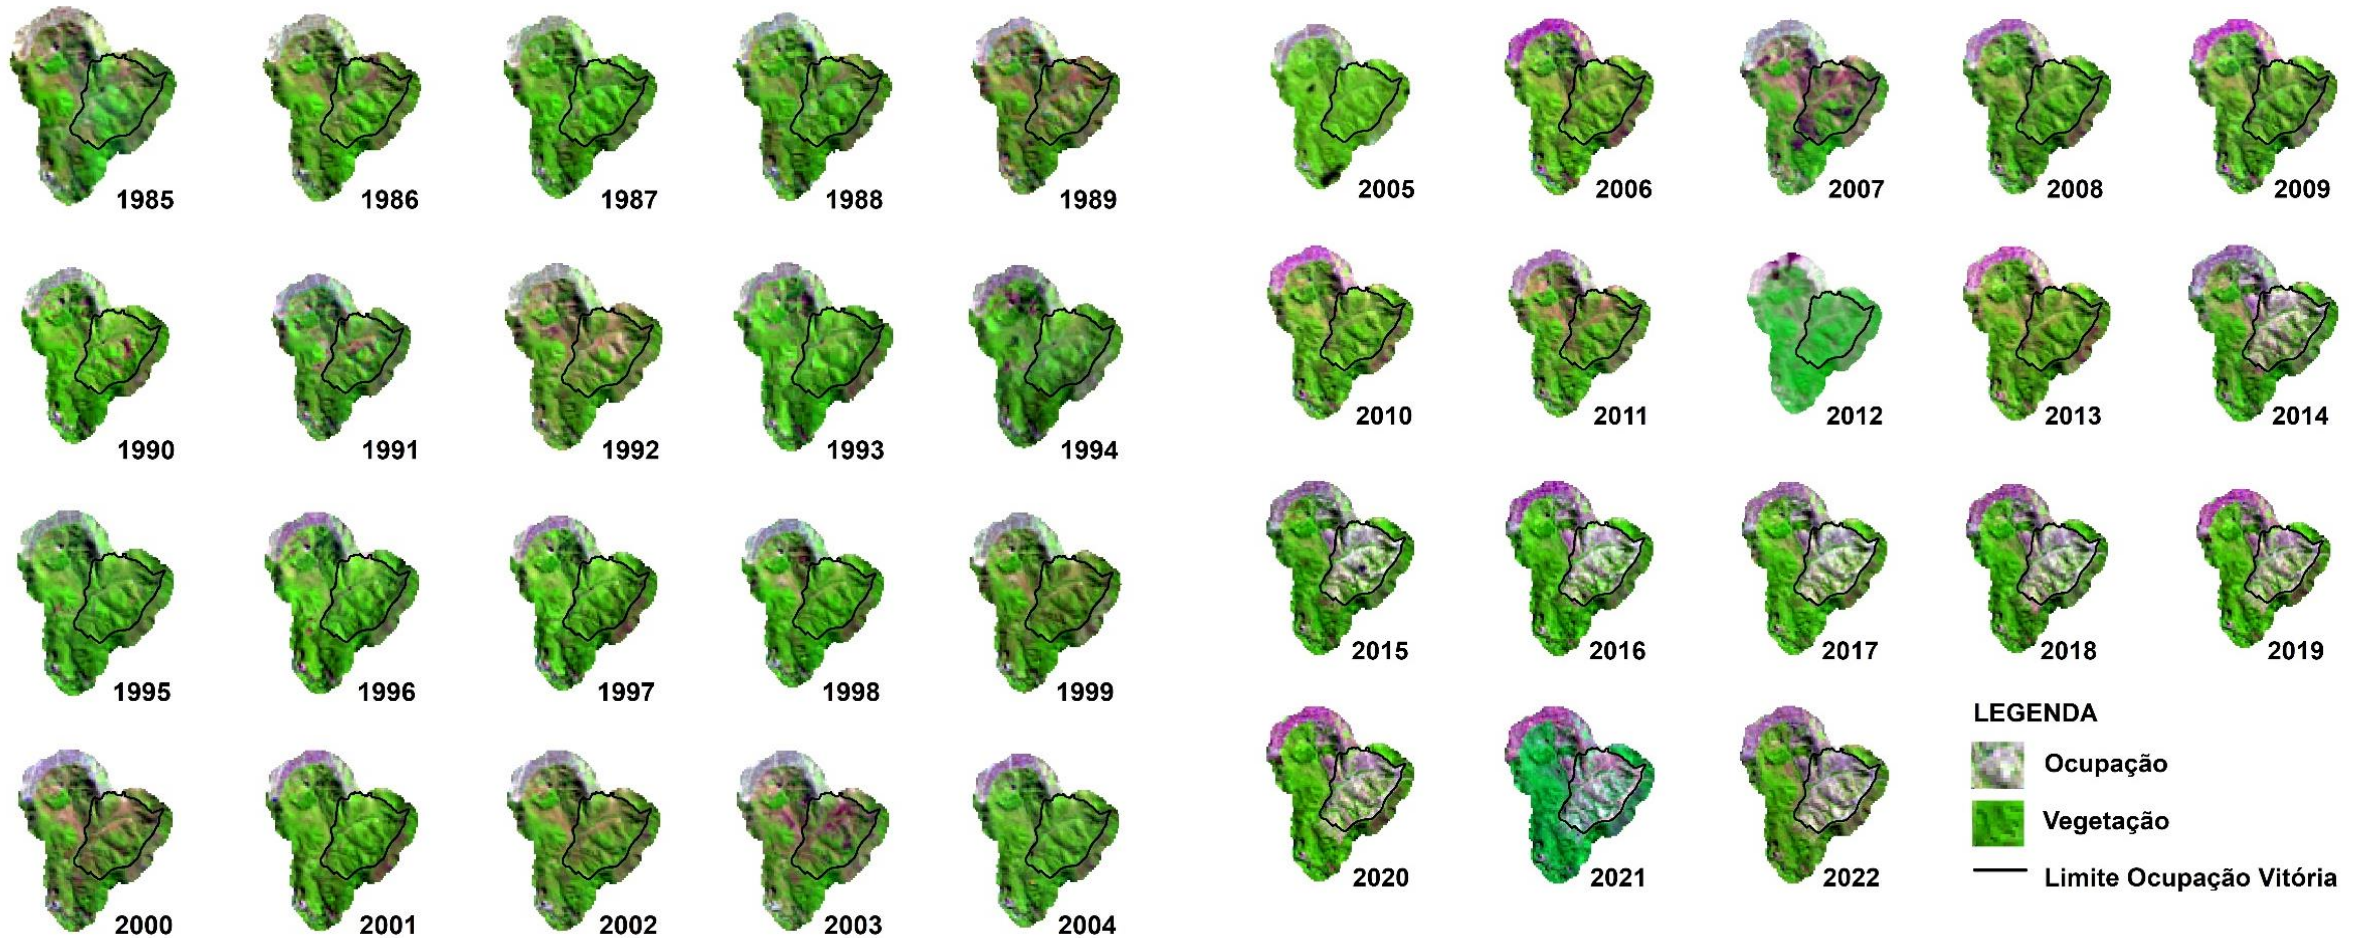 1985 1986 1987 1988 1989
1990 1991 1992 1993 1994
1995 1996 1997 1998 1999
2000 2001 2002 2003 2004
2005 2006 2007 2008 2009
2010 2011 2012 2013 2014
2015 2016 2017 2018 2019
2020 2021 2022
LEGENDA
Ocupação
Vegetação
Limite Ocupação Vitória